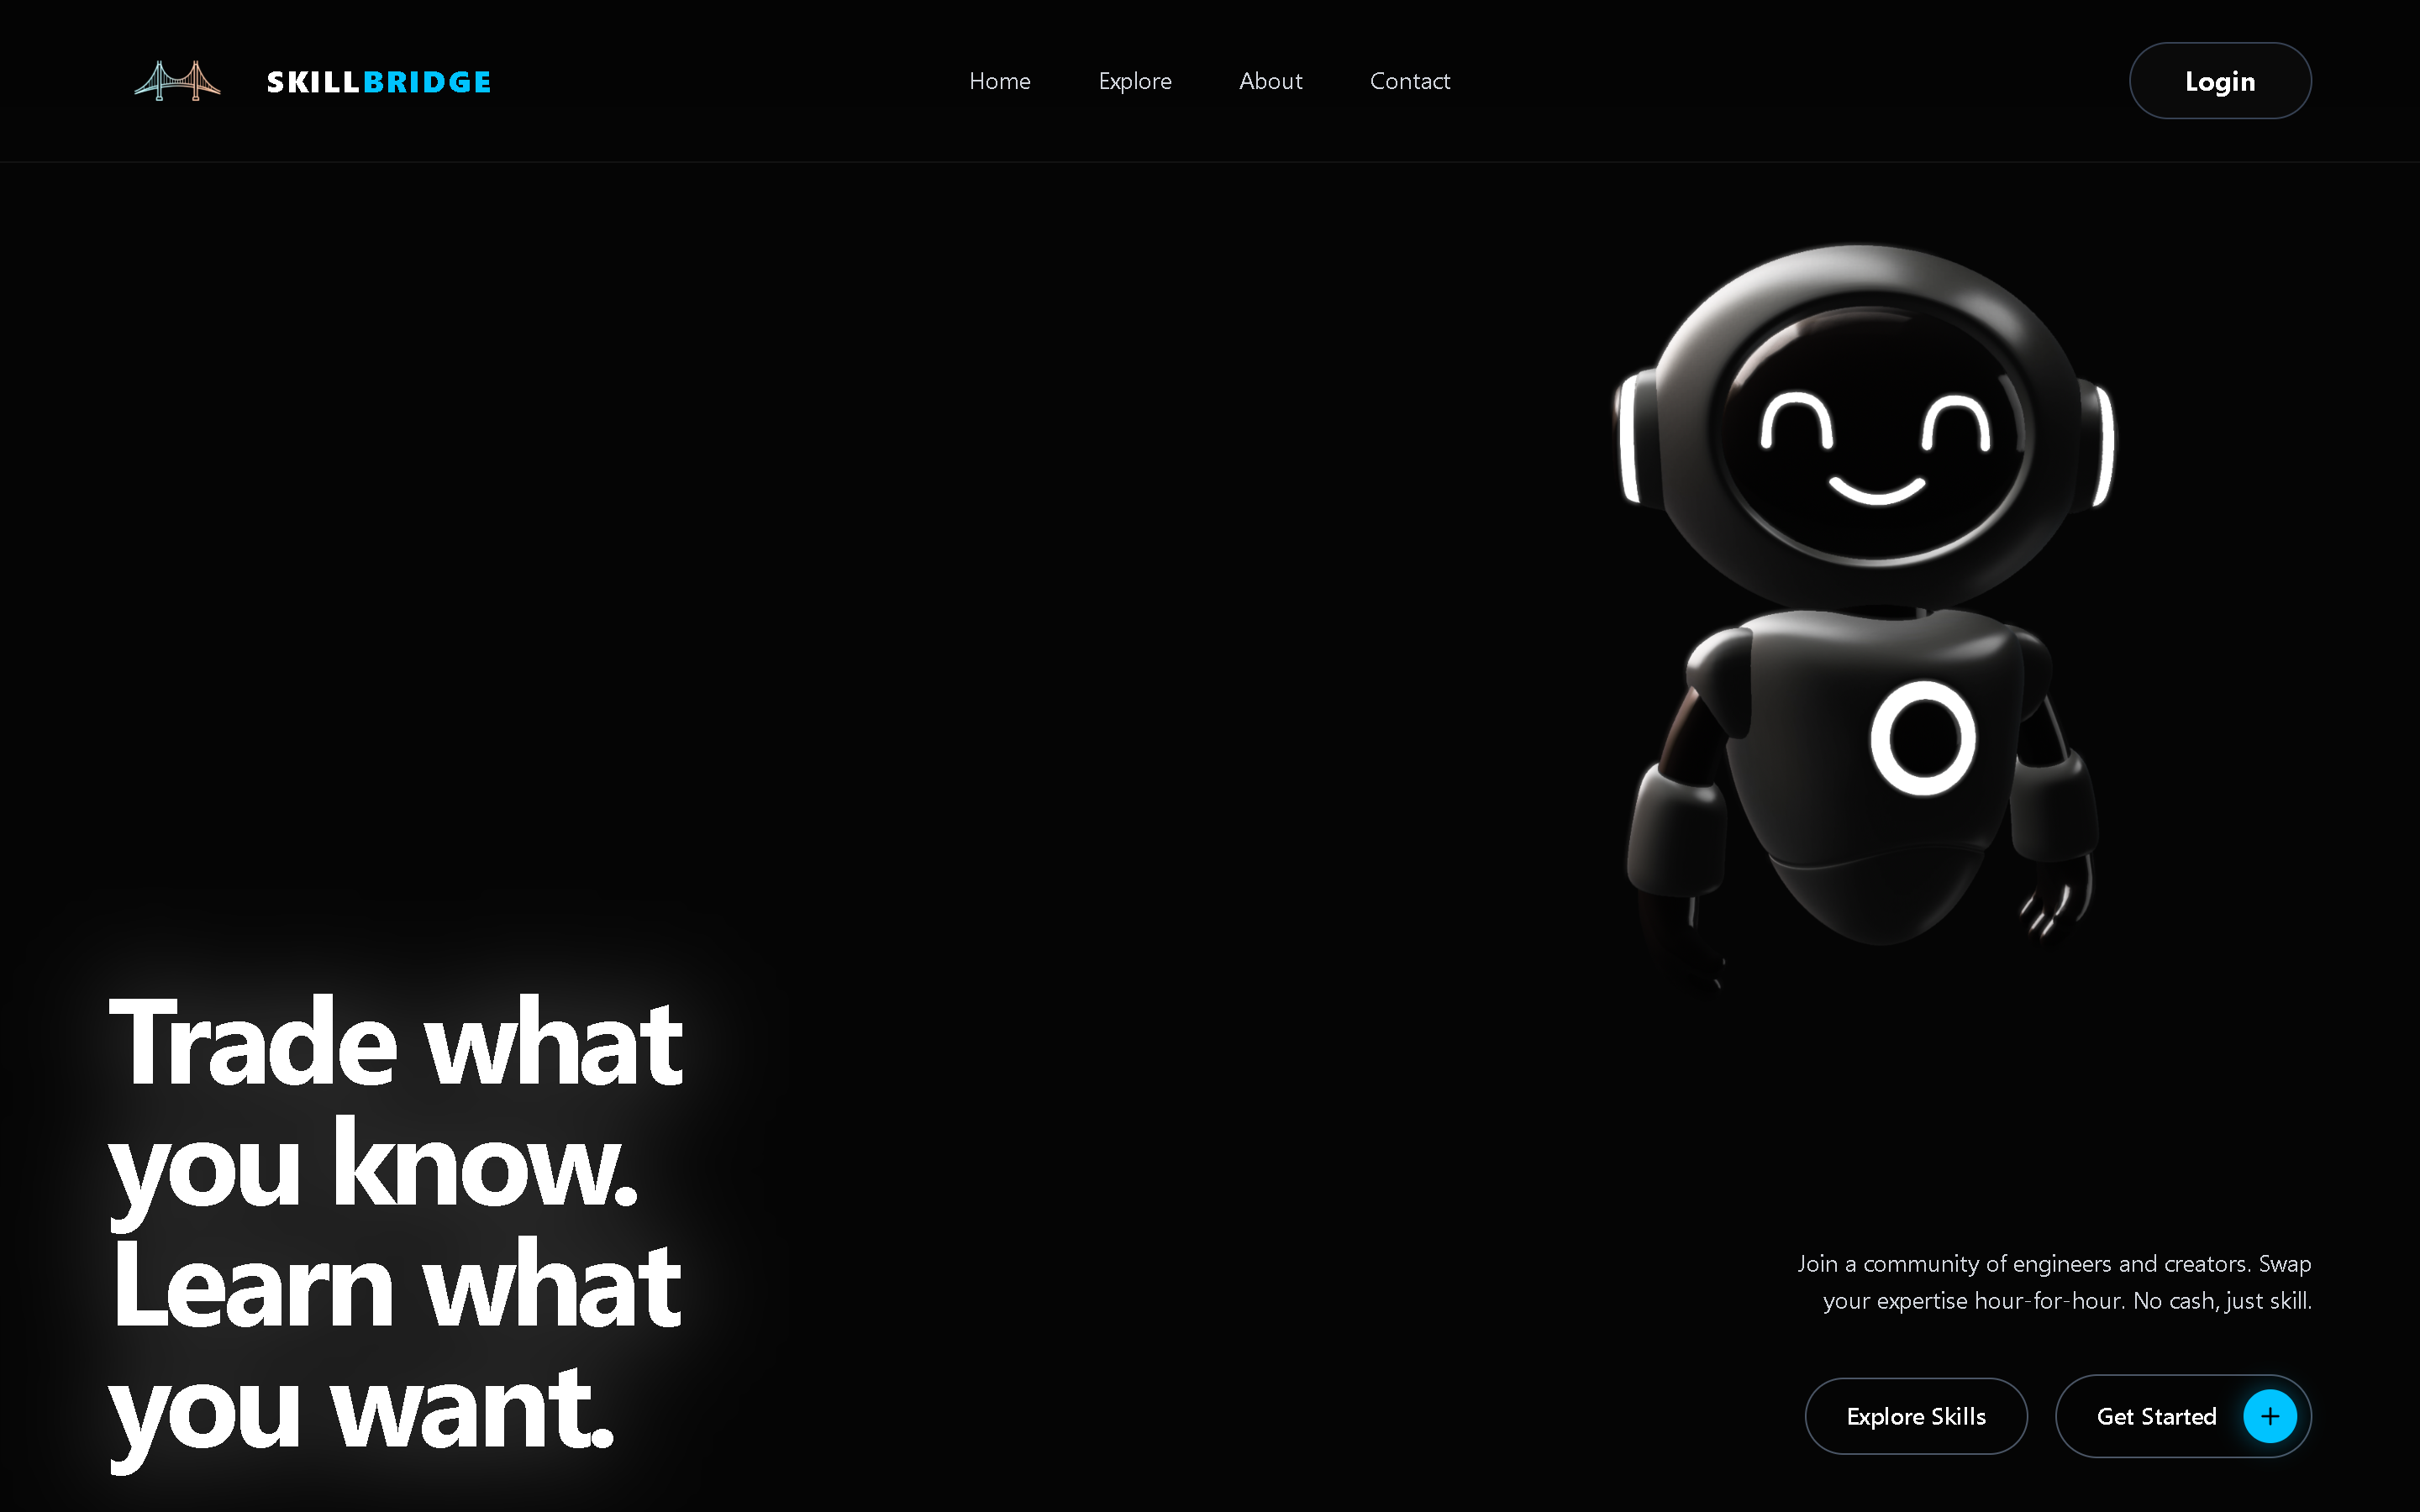 SKILLBRIDGE
Home
Explore
About
Contact
Login
Trade what
you know.
Learn what
you want.
Join a community of engineers and creators. Swap
your expertise hour-for-hour. No cash, just skill.
Explore Skills
Get Started +